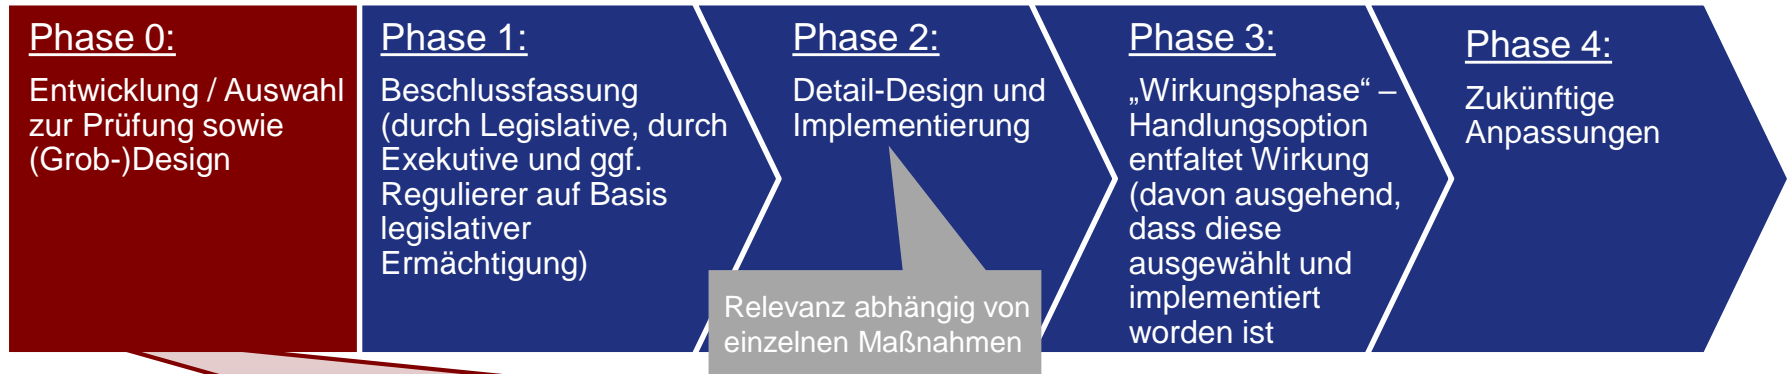 Phase 0:
Entwicklung / Auswahl
zur Prüfung sowie
(Grob-)Design
Phase 1:
Beschlussfassung
(durch Legislative, durch
Exekutive und ggf.
Regulierer auf Basis
legislativer
Ermächtigung)
Phase 2:
Detail-Design und
Implementierung
Relevanz abhängig von
einzelnen Maßnahmen
Phase 3:
„Wirkungsphase“ –
Handlungsoption
entfaltet Wirkung
(davon ausgehend,
dass diese
ausgewählt und
implementiert
worden ist
Phase 4:
Zukünftige
Anpassungen